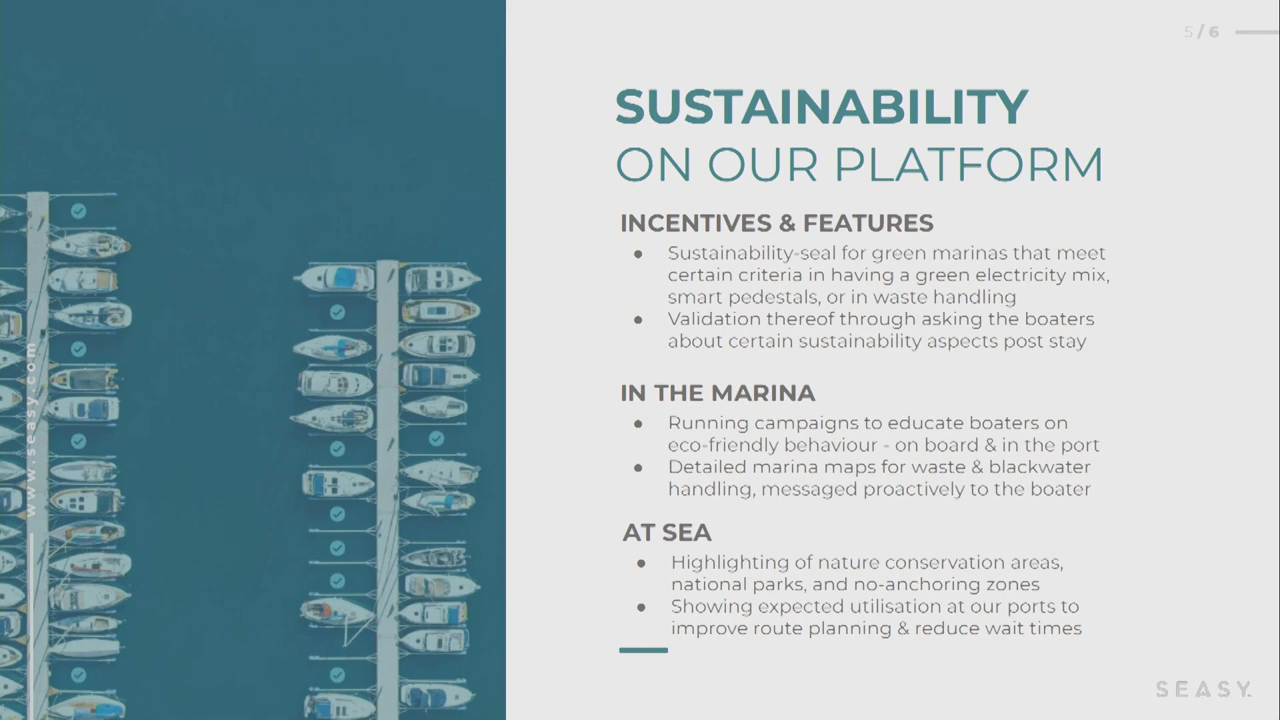 5 / 6
SUSTAINABILITY
ON OUR PLATFORM
INCENTIVES & FEATURES
● Sustainability-seal for green marinas that meet
certain criteria in having a green electricity mix,
smart pedestals, or in waste handling
● Validation thereof through asking the boaters
about certain sustainability aspects post stay
IN THE MARINA
● Running campaigns to educate boaters on
eco-friendly behaviour - on board & in the port
● Detailed marina maps for waste & blackwater
handling, messaged proactively to the boater
AT SEA
● Highlighting of nature conservation areas,
national parks, and no-anchoring zones
● Showing expected utilisation at our ports to
improve route planning & reduce wait times
www.seasy.com
SEASY.